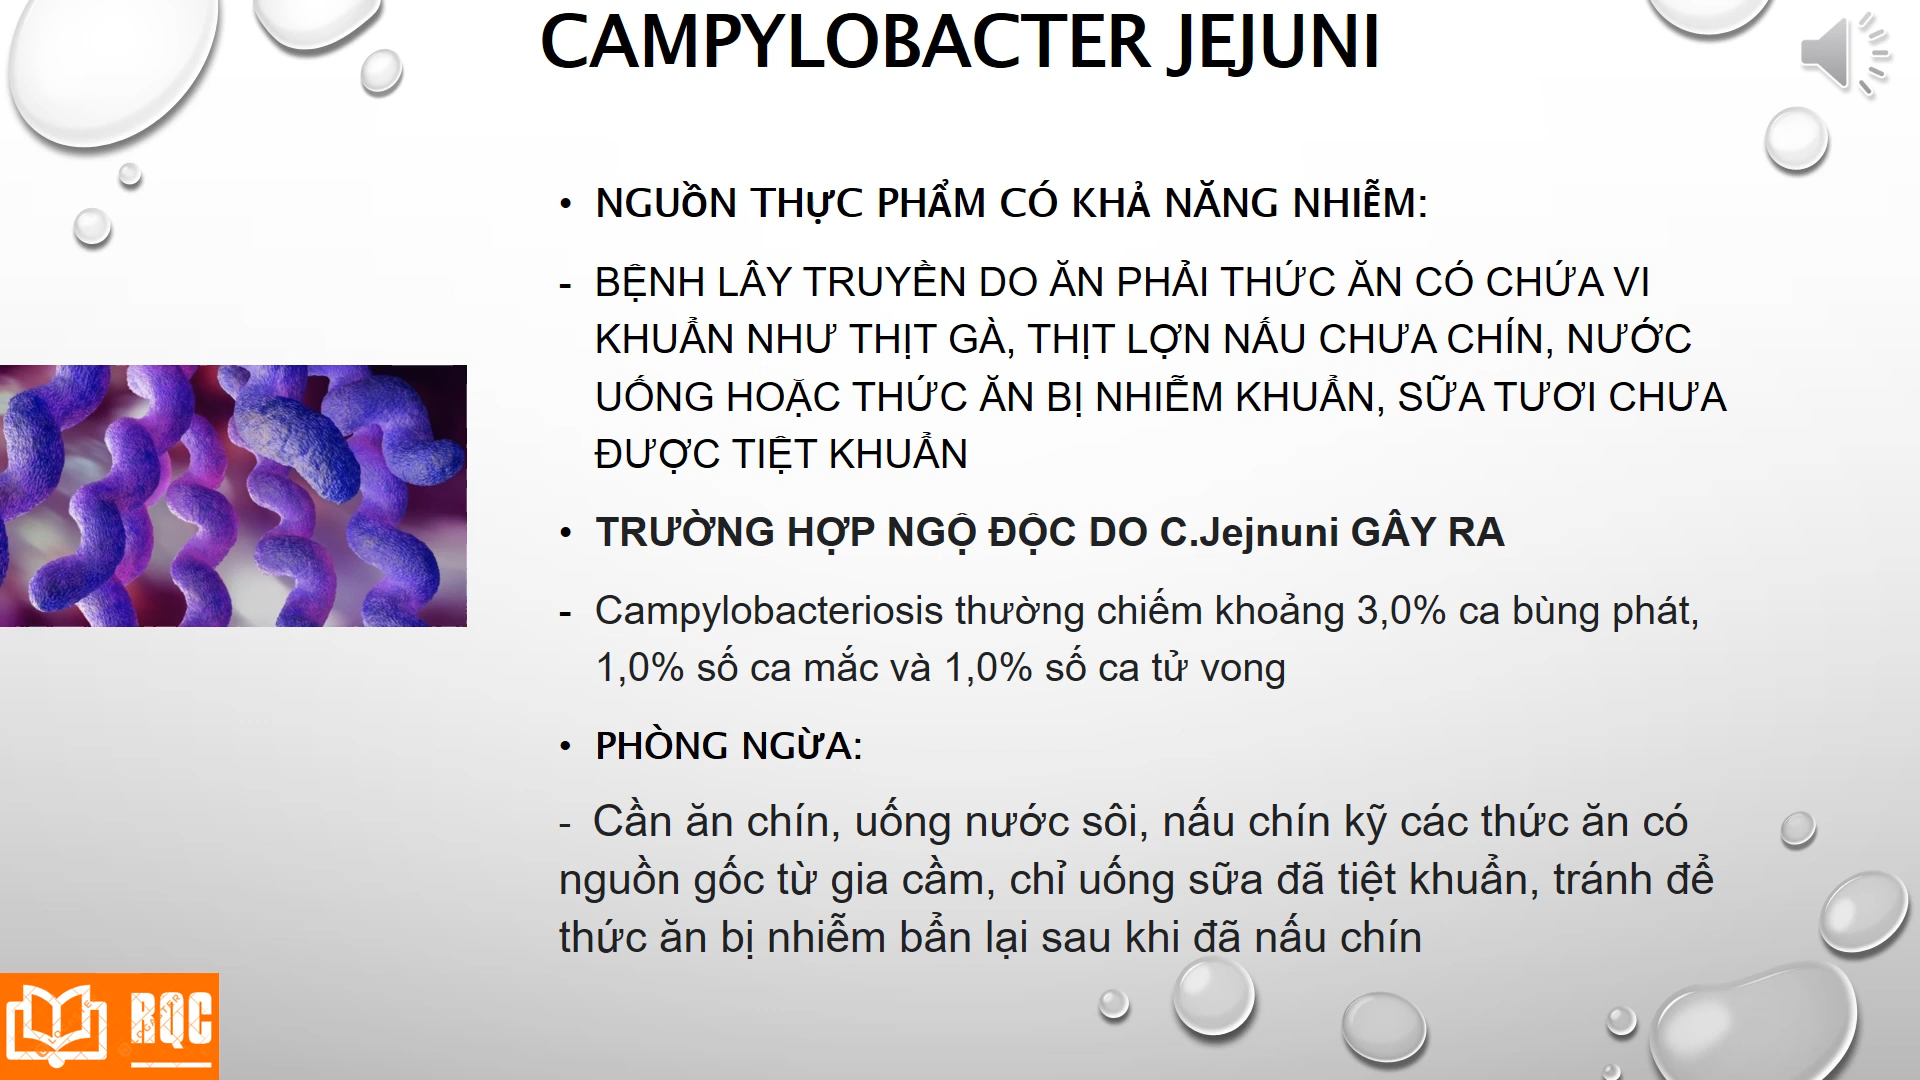 CAMPYLOBACTER JEJUNI
• NGUỒN THỰC PHẨM CÓ KHẢ NĂNG NHIỄM:
- BỆNH LÂY TRUYỀN DO ĂN PHẢI THỨC ĂN CÓ CHỨA VI
KHUẨN NHƯ THỊT GÀ, THỊT LỢN NẤU CHƯA CHÍN, NƯỚC
UỐNG HOẶC THỨC ĂN BỊ NHIỄM KHUẨN, SỮA TƯƠI CHƯA
ĐƯỢC TIỆT KHUẨN
• TRƯỜNG HỢP NGỘ ĐỘC DO C.Jejnuni GÂY RA
- Campylobacteriosis thường chiếm khoảng 3,0% ca bùng phát,
1,0% số ca mắc và 1,0% số ca tử vong
• PHÒNG NGỪA:
- Cần ăn chín, uống nước sôi, nấu chín kỹ các thức ăn có
nguồn gốc từ gia cầm, chỉ uống sữa đã tiệt khuẩn, tránh để
thức ăn bị nhiễm bẩn lại sau khi đã nấu chín
RQC